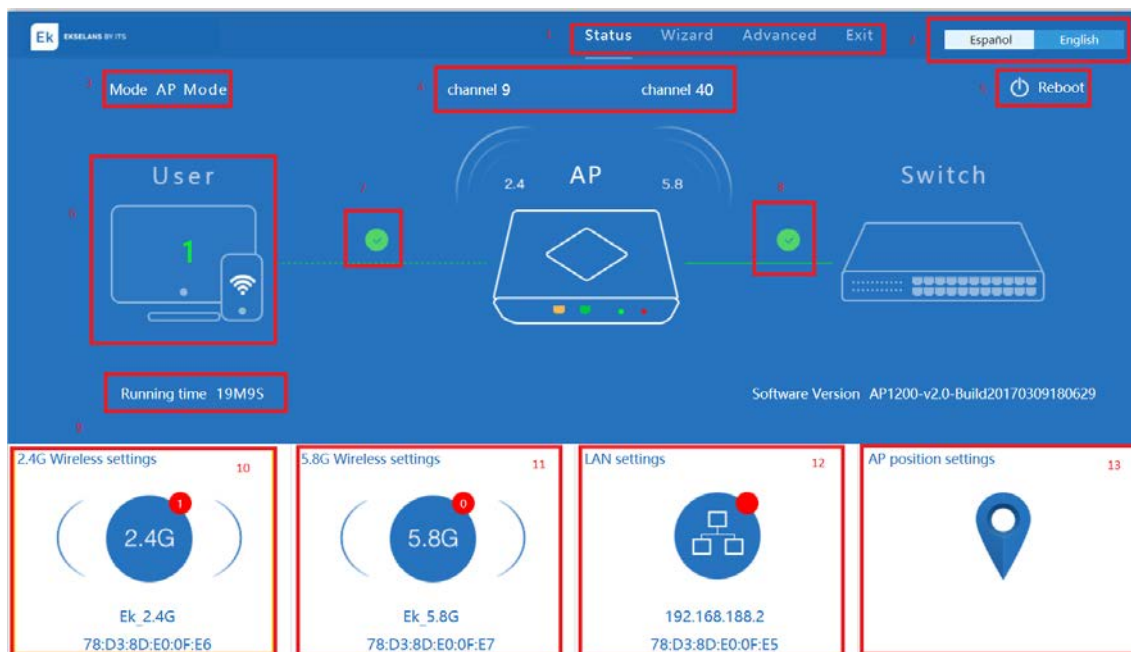 Ek EKSELANS BY ITS
1 Status Wizard Advanced Exit
2 Español English
3 Mode AP Mode
4 channel 9 channel 40
5 Reboot
User
AP
Switch
2.4 5.8
6
7
8
1
Running time 19M9S
Software Version AP1200-v2.0-Build20170309180629
9
2.4G Wireless settings 10
1
2.4G
Ek_2.4G
78:D3:8D:E0:0F:E6
5.8G Wireless settings 11
0
5.8G
Ek_5.8G
78:D3:8D:E0:0F:E7
LAN settings 12
192.168.188.2
78:D3:8D:E0:0F:E5
AP position settings 13